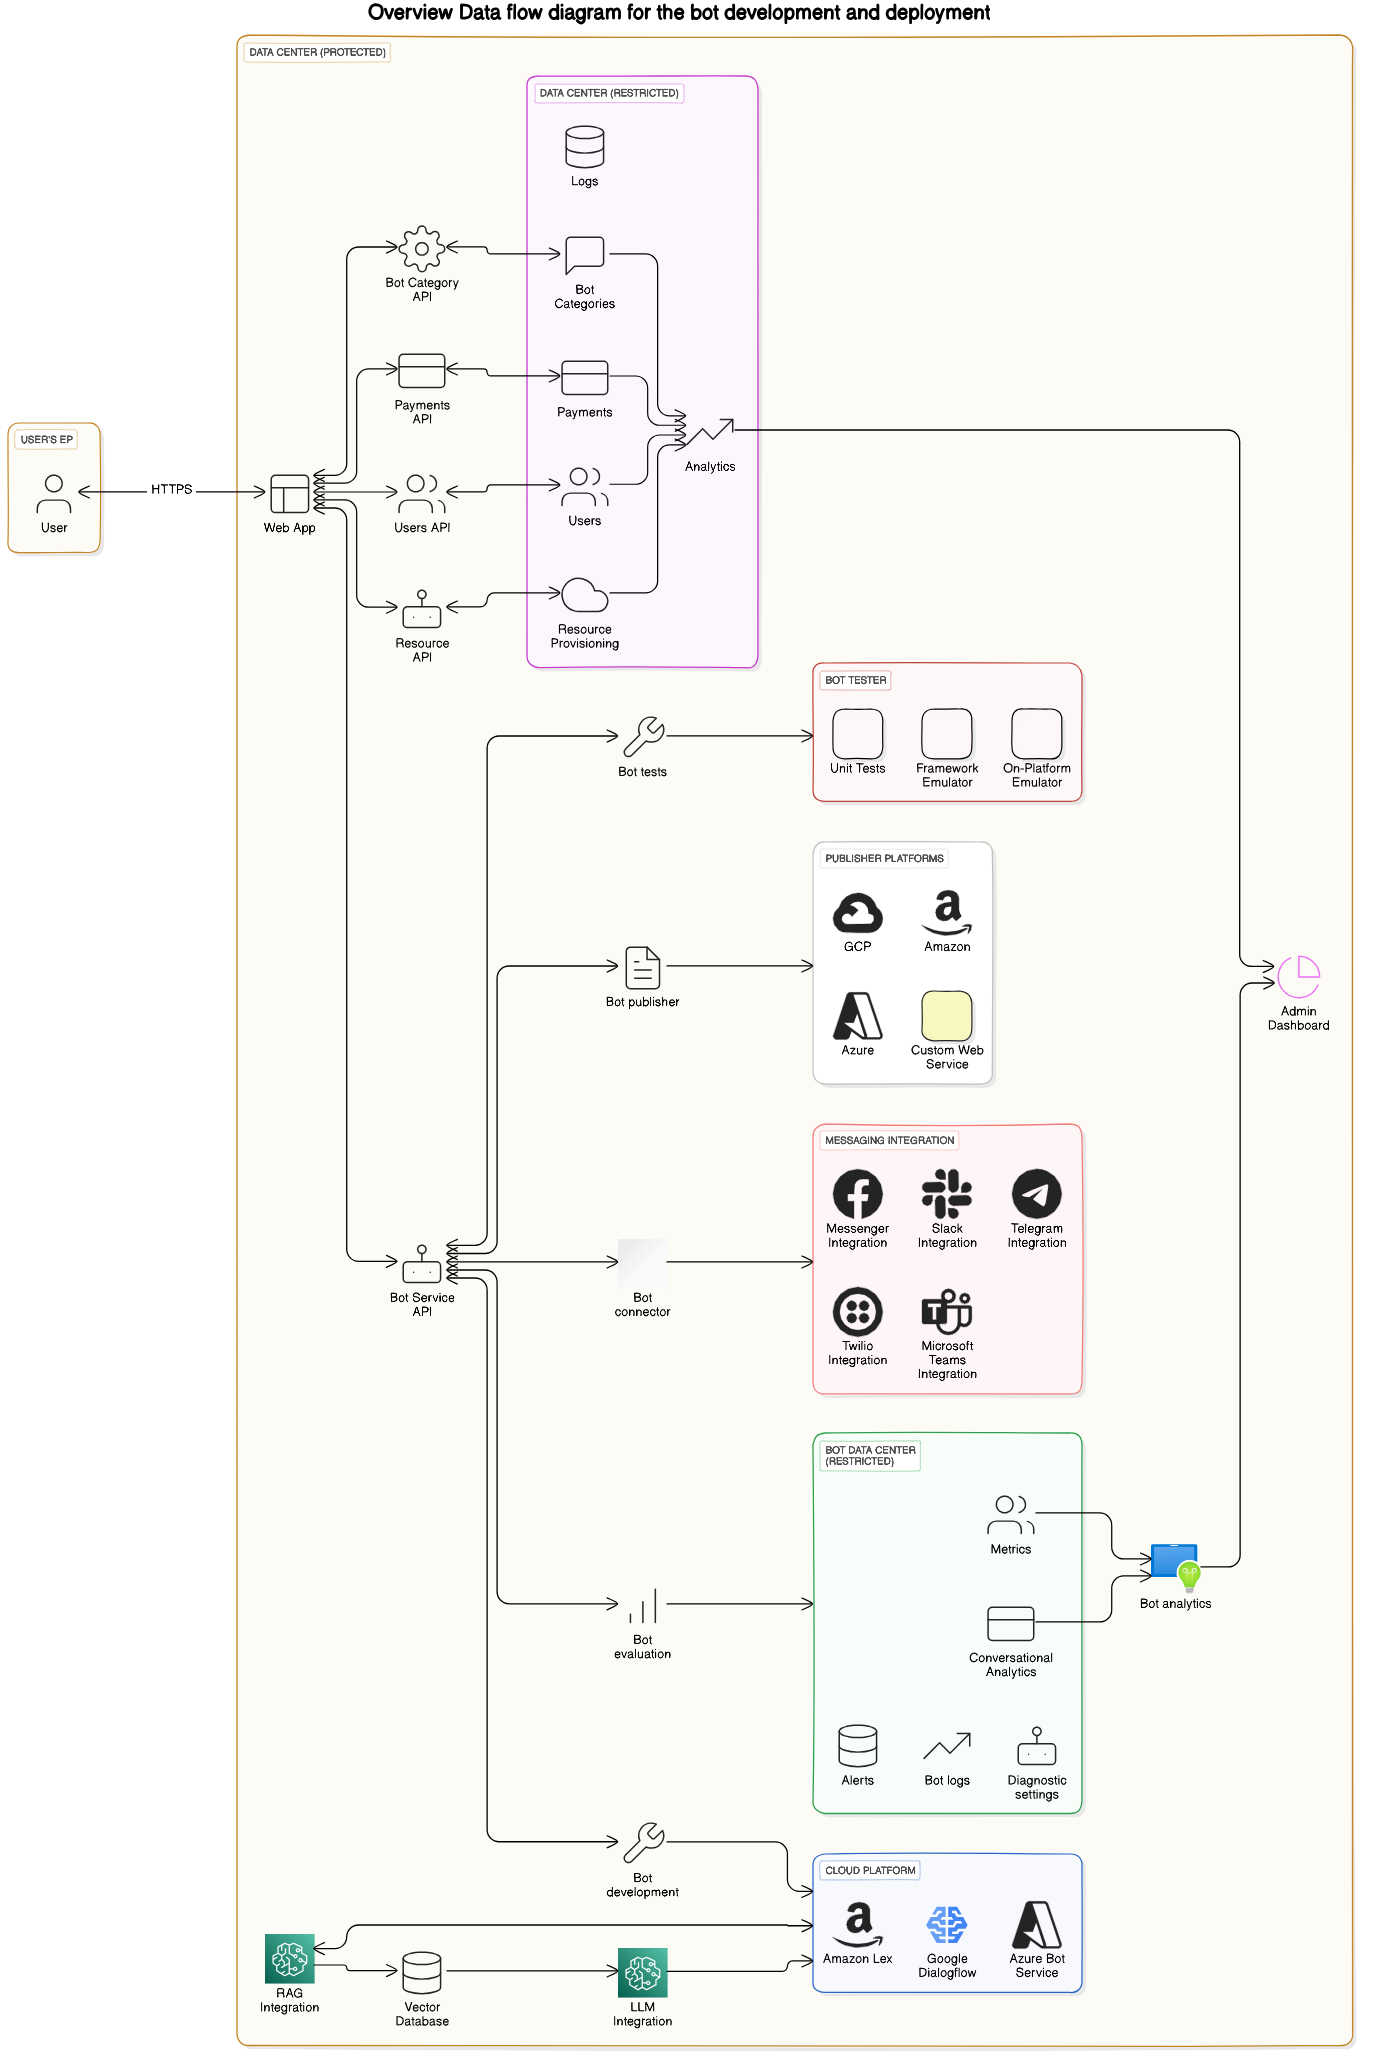 Overview Data flow diagram for the bot development and deployment
DATA CENTER (PROTECTED)
DATA CENTER (RESTRICTED)
Logs
Bot Category
API
Bot
Categories
Payments
API
Payments
Analytics
USER'S EP
User
HTTPS
Web App
Users API
Users
Resource
API
Resource
Provisioning
Bot tests
BOT TESTER
Unit Tests
Framework
Emulator
On-Platform
Emulator
Bot publisher
PUBLISHER PLATFORMS
GCP
Amazon
Azure
Custom Web
Service
Admin
Dashboard
Bot Service
API
Bot
connector
MESSAGING INTEGRATION
Messenger
Integration
Slack
Integration
Telegram
Integration
Twilio
Integration
Microsoft
Teams
Integration
Bot
evaluation
BOT DATA CENTER
(RESTRICTED)
Metrics
Conversational
Analytics
Bot analytics
Alerts
Bot logs
Diagnostic
settings
Bot
development
CLOUD PLATFORM
Amazon Lex
Google
Dialogflow
Azure Bot
Service
RAG
Integration
Vector
Database
LLM
Integration